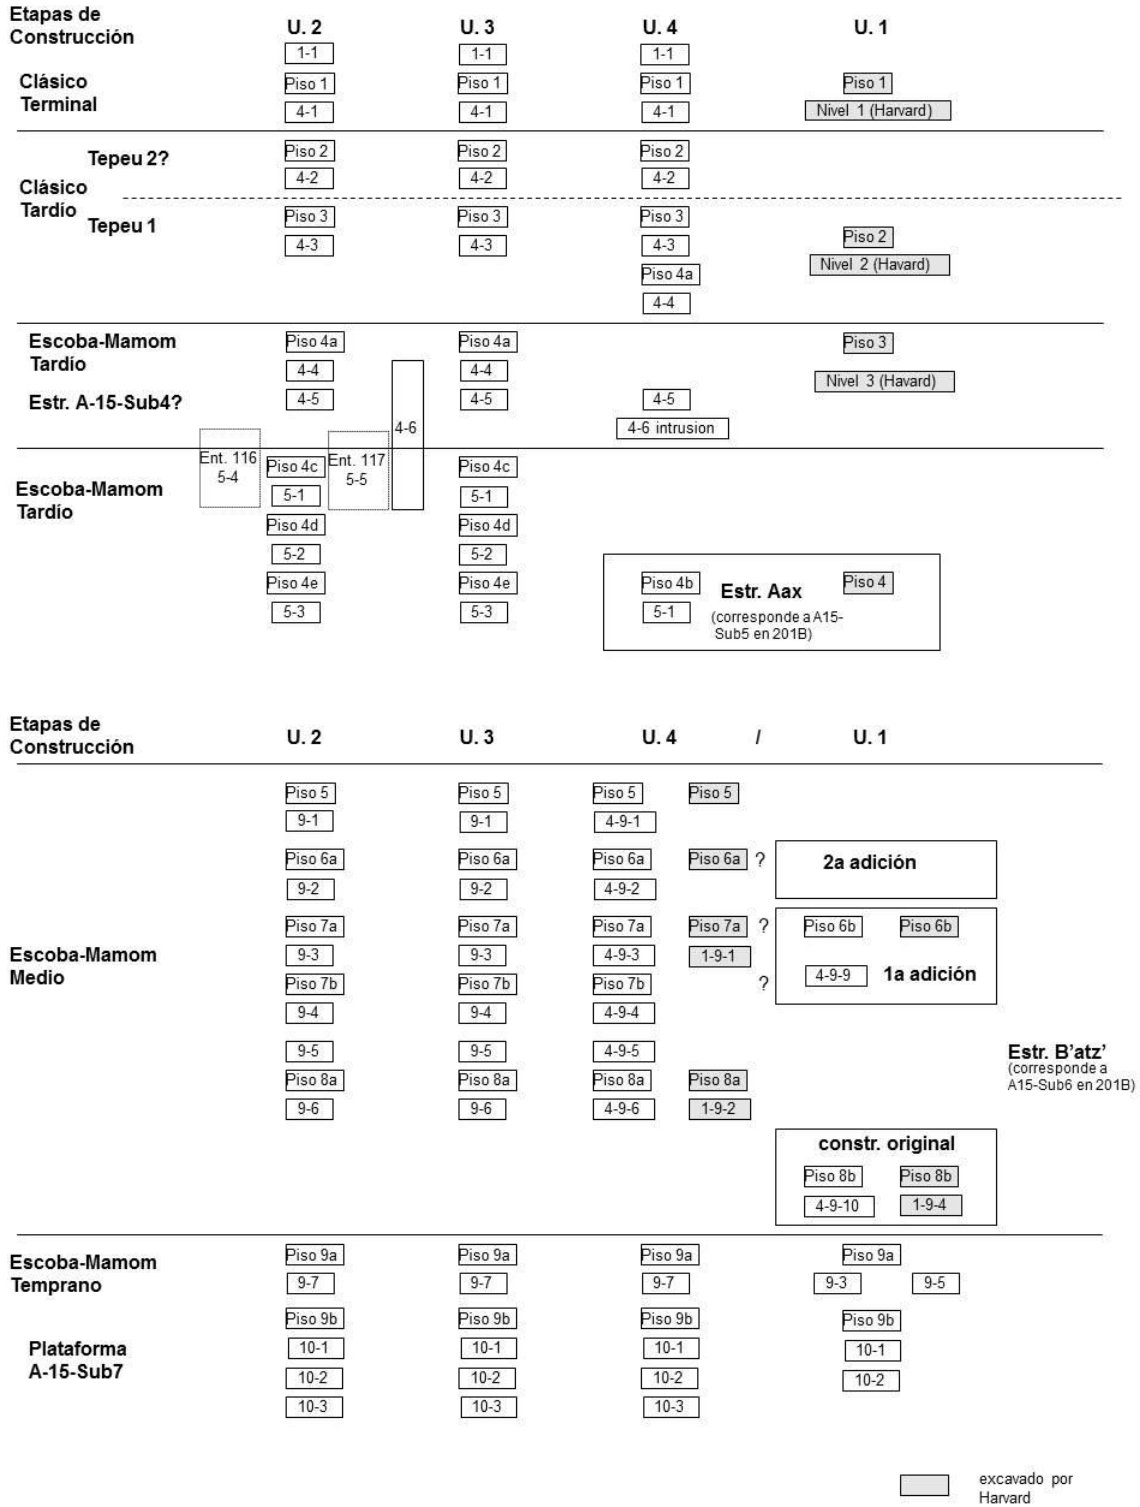 Etapas de
Construcción
U. 2 U. 3 U. 4 U. 1
1-1 1-1 1-1
Clásico
Terminal
Piso 1 Piso 1 Piso 1 Piso 1
4-1 4-1 4-1 Nivel 1 (Harvard)
Tepeu 2?
Piso 2 Piso 2 Piso 2
4-2 4-2 4-2
Clásico
Tardío
Tepeu 1
Piso 3 Piso 3 Piso 3
4-3 4-3 4-3
Piso 2
Nivel 2 (Havard)
Piso 4a
4-4
Escoba-Mamom
Tardío
Piso 4a Piso 4a Piso 3
4-4 4-4 Nivel 3 (Havard)
Estr. A-15-Sub4?
4-5 4-5 4-5
4-6 4-6 intrusion
Ent. 116
5-4
Ent. 117
5-5
Escoba-Mamom
Tardío
Piso 4c Piso 4c
5-1 5-1
Piso 4d Piso 4d
5-2 5-2
Piso 4e Piso 4e Piso 4b Estr. Aax Piso 4
5-3 5-3 5-1
(corresponde a A15-
Sub5 en 201B)
Etapas de
Construcción
U. 2 U. 3 U. 4 / U. 1
Piso 5 Piso 5 Piso 5 Piso 5
9-1 9-1 4-9-1
Piso 6a Piso 6a Piso 6a Piso 6a ? 2a adición
9-2 9-2 4-9-2
Escoba-Mamom
Medio
Piso 7a Piso 7a Piso 7a Piso 7a ? Piso 6b Piso 6b
9-3 9-3 4-9-3 1-9-1
Piso 7b Piso 7b Piso 7b ? 4-9-9 1a adición
9-4 9-4 4-9-4
9-5 9-5 4-9-5
Estr. B’atz’
(corresponde a
A15-Sub6 en 201B)
Piso 8a Piso 8a Piso 8a Piso 8a
9-6 9-6 4-9-6 1-9-2
constr. original
Piso 8b Piso 8b
4-9-10 1-9-4
Escoba-Mamom
Temprano
Piso 9a Piso 9a Piso 9a Piso 9a
9-7 9-7 9-7 9-3 9-5
Piso 9b Piso 9b Piso 9b Piso 9b
Plataforma
A-15-Sub7
10-1 10-1 10-1 10-1
10-2 10-2 10-2 10-2
10-3 10-3 10-3
excavado por
Harvard